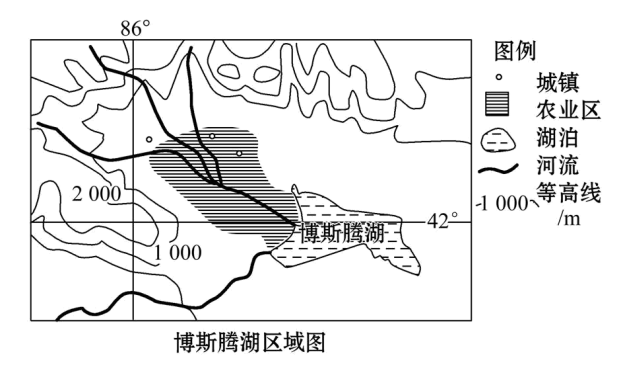 86°
图例
城镇
农业区
湖泊
河流
1 000
等高线
/m
2 000
1 000
42°
博斯腾湖
博斯腾湖区域图